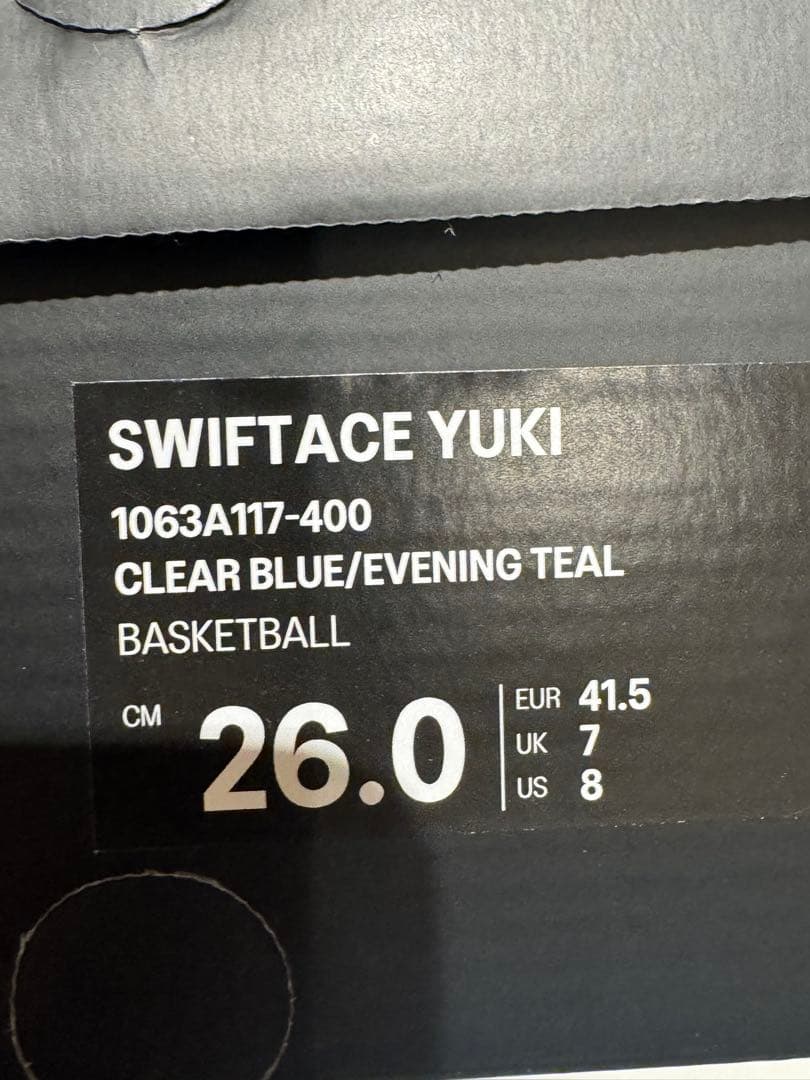 SWIFTACE YUKI
1063A117-400
CLEAR BLUE/EVENING TEAL
BASKETBALL
CM 26.0
EUR 41.5
UK 7
US 8